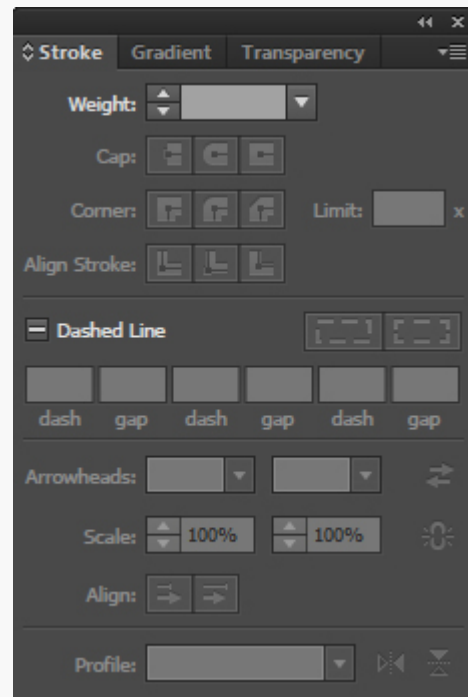 Stroke Gradient Transparency
Weight:
Cap:
Corner: Limit: x
Align Stroke:
Dashed Line
dash gap dash gap dash gap
Arrowheads:
Scale: 100% 100%
Align:
Profile: